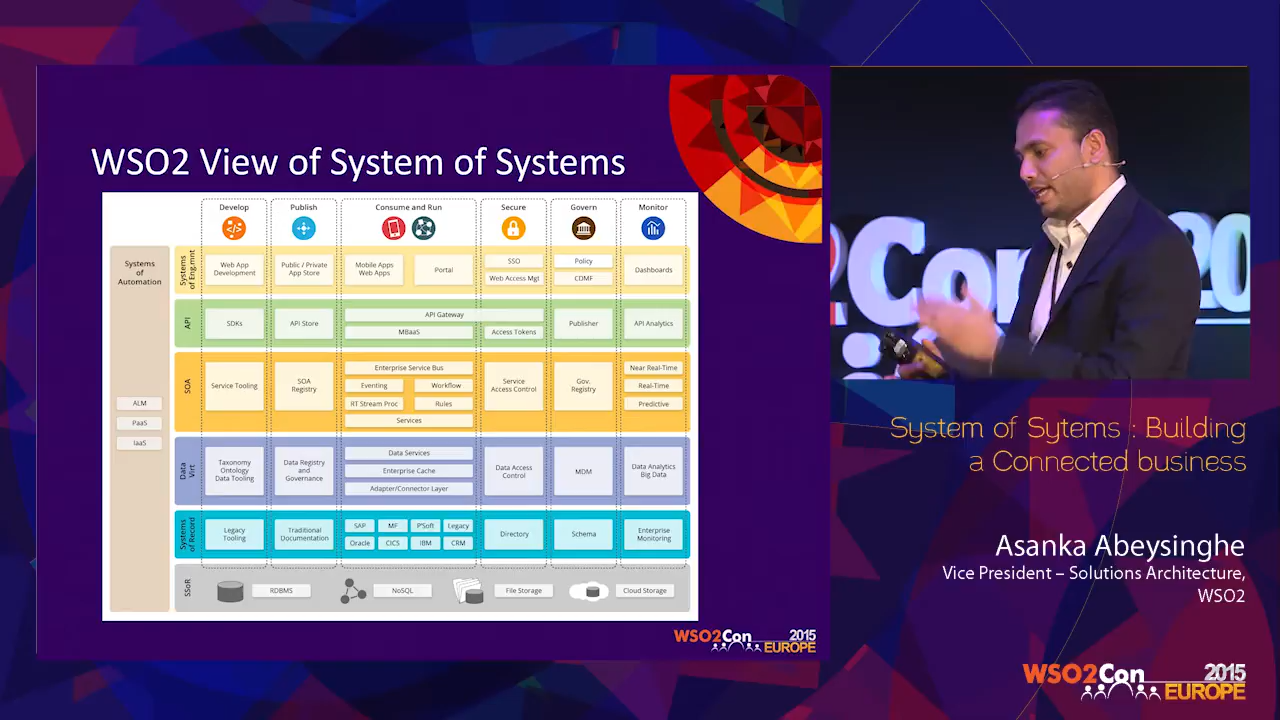 WSO2 View of System of Systems
Develop
Publish
Consume and Run
Secure
Govern
Monitor
Systems
of
Automation
ALM
PaaS
IaaS
Systems
of Eng.mnt
Web App
Development
Public / Private
App Store
Mobile Apps
Web Apps
Portal
SSO
Web Access Mgt
Policy
CDMF
Dashboards
API
SDKs
API Store
API Gateway
MBaaS
Access Tokens
Publisher
API Analytics
SOA
Service Tooling
SOA
Registry
Enterprise Service Bus
Eventing
Workflow
RT Stream Proc
Rules
Services
Service
Access Control
Gov.
Registry
Near Real-Time
Real-Time
Predictive
Data
Virt
Taxonomy
Ontology
Data Tooling
Data Registry
and
Governance
Data Services
Enterprise Cache
Adapter/Connector Layer
Data Access
Control
MDM
Data Analytics
Big Data
Systems
of Record
Legacy
Tooling
Traditional
Documentation
SAP
MF
P'Soft
Legacy
Oracle
CICS
IBM
CRM
Directory
Schema
Enterprise
Monitoring
SSoR
RDBMS
NoSQL
File Storage
Cloud Storage
WSO2Con 2015
EUROPE
2Con 20
System of Sytems : Building
a Connected business
Asanka Abeysinghe
Vice President – Solutions Architecture,
WSO2
WSO2Con 2015
EUROPE